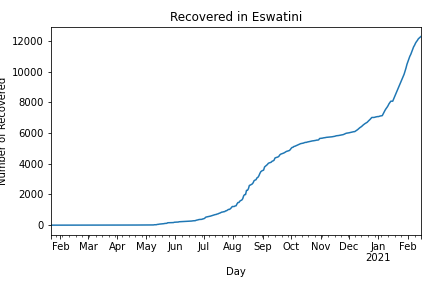 Recovered in Eswatini
Number of Recovered
12000
10000
8000
6000
4000
2000
0
Feb Mar Apr May Jun Jul Aug Sep Oct Nov Dec Jan Feb
2021
Day